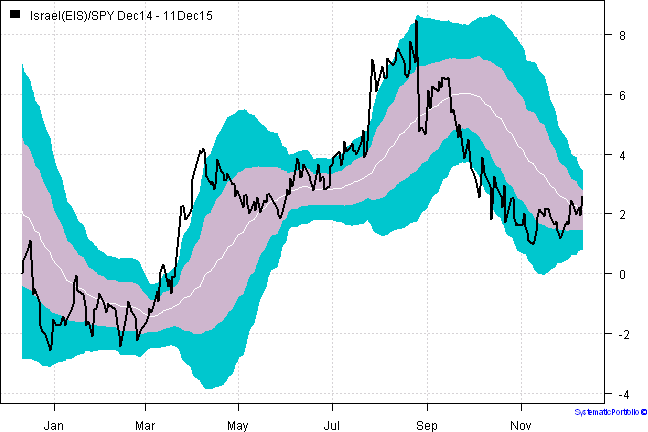 Israel(EIS)/SPY Dec14 - 11Dec15
8
6
4
2
0
-2
-4
Jan Mar May Jul Sep Nov
SystematicPortfolio ©